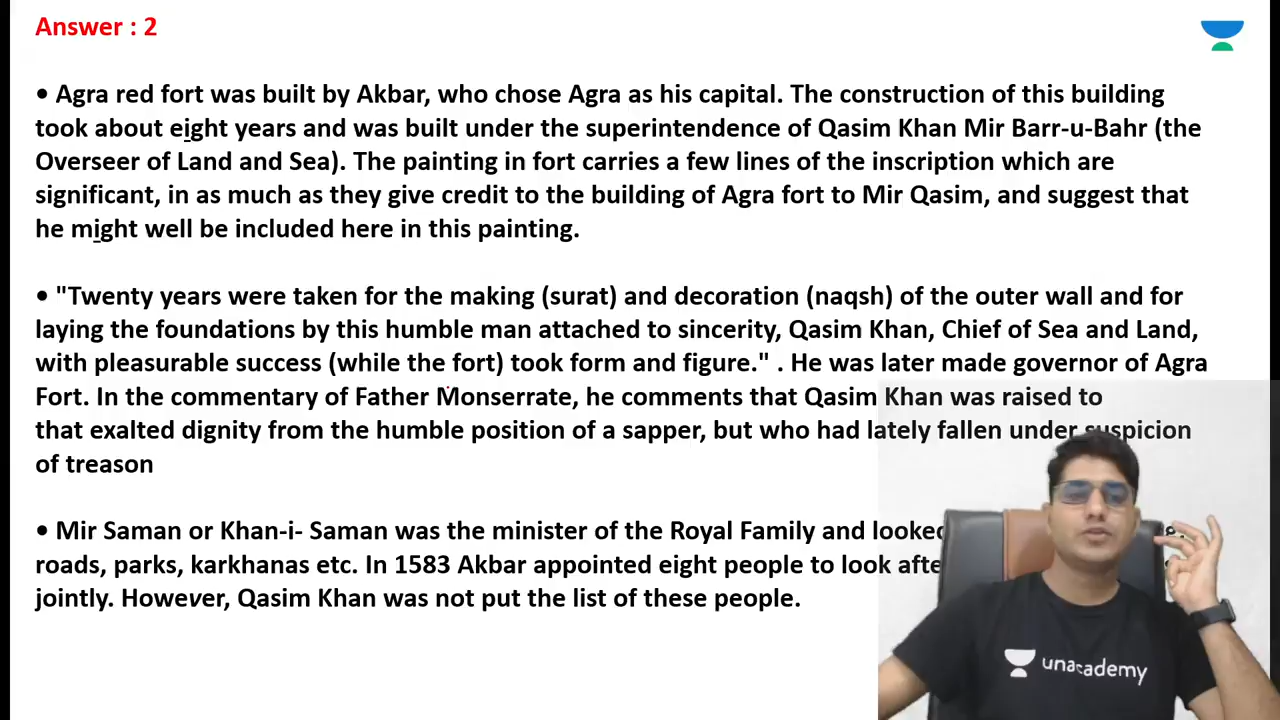 Answer : 2
• Agra red fort was built by Akbar, who chose Agra as his capital. The construction of this building
took about eight years and was built under the superintendence of Qasim Khan Mir Barr-u-Bahr (the
Overseer of Land and Sea). The painting in fort carries a few lines of the inscription which are
significant, in as much as they give credit to the building of Agra fort to Mir Qasim, and suggest that
he might well be included here in this painting.
• "Twenty years were taken for the making (surat) and decoration (naqsh) of the outer wall and for
laying the foundations by this humble man attached to sincerity, Qasim Khan, Chief of Sea and Land,
with pleasurable success (while the fort) took form and figure." . He was later made governor of Agra
Fort. In the commentary of Father Monserrate, he comments that Qasim Khan was raised to
that exalted dignity from the humble position of a sapper, but who had lately fallen under suspicion
of treason
• Mir Saman or Khan-i- Saman was the minister of the Royal Family and looked
roads, parks, karkhanas etc. In 1583 Akbar appointed eight people to look
jointly. However, Qasim Khan was not put the list of these people.
unacademy